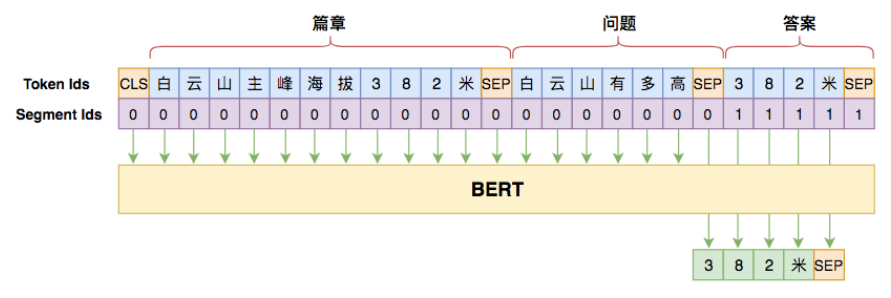 篇章 问题 答案
Token Ids CLS 白 云 山 主 峰 海 拔 3 8 2 米 SEP 白 云 山 有 多 高 SEP 3 8 2 米 SEP
Segment Ids 0 0 0 0 0 0 0 0 0 0 0 0 0 0 0 0 0 0 0 0 1 1 1 1 1
BERT
3 8 2 米 SEP